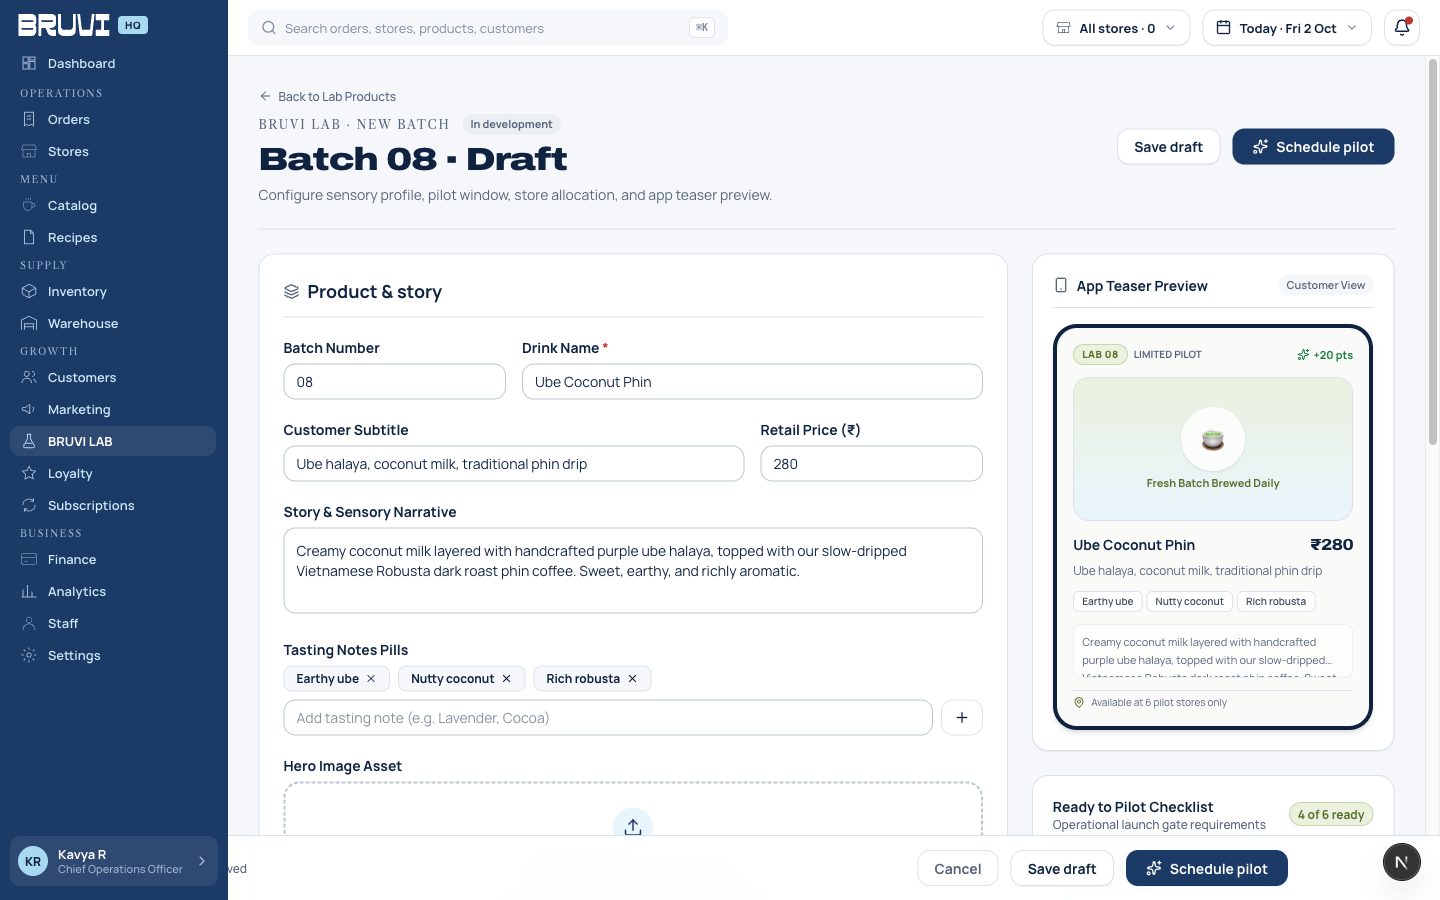 BRUVI HQ
Search orders, stores, products, customers
⌘K
All stores · 0
Today · Fri 2 Oct
Dashboard
OPERATIONS
Orders
Stores
MENU
Catalog
Recipes
SUPPLY
Inventory
Warehouse
GROWTH
Customers
Marketing
BRUVI LAB
Loyalty
Subscriptions
BUSINESS
Finance
Analytics
Staff
Settings
KR
Kavya R
Chief Operations Officer
Back to Lab Products
BRUVI LAB · NEW BATCH
In development
Batch 08 · Draft
Configure sensory profile, pilot window, store allocation, and app teaser preview.
Save draft
Schedule pilot
Product & story
Batch Number
Drink Name *
08
Ube Coconut Phin
Customer Subtitle
Retail Price (₹)
Ube halaya, coconut milk, traditional phin drip
280
Story & Sensory Narrative
Creamy coconut milk layered with handcrafted purple ube halaya, topped with our slow-dripped
Vietnamese Robusta dark roast phin coffee. Sweet, earthy, and richly aromatic.
Tasting Notes Pills
Earthy ube ×
Nutty coconut ×
Rich robusta ×
Add tasting note (e.g. Lavender, Cocoa)
+
Hero Image Asset
App Teaser Preview
Customer View
LAB 08
LIMITED PILOT
+20 pts
Fresh Batch Brewed Daily
Ube Coconut Phin
₹280
Ube halaya, coconut milk, traditional phin drip
Earthy ube
Nutty coconut
Rich robusta
Creamy coconut milk layered with handcrafted
purple ube halaya, topped with our slow-dripped…
Vietnamese Robusta dark roast phin coffee. Sweet,
Available at 6 pilot stores only
Ready to Pilot Checklist
Operational launch gate requirements
4 of 6 ready
ved
Cancel
Save draft
Schedule pilot
N